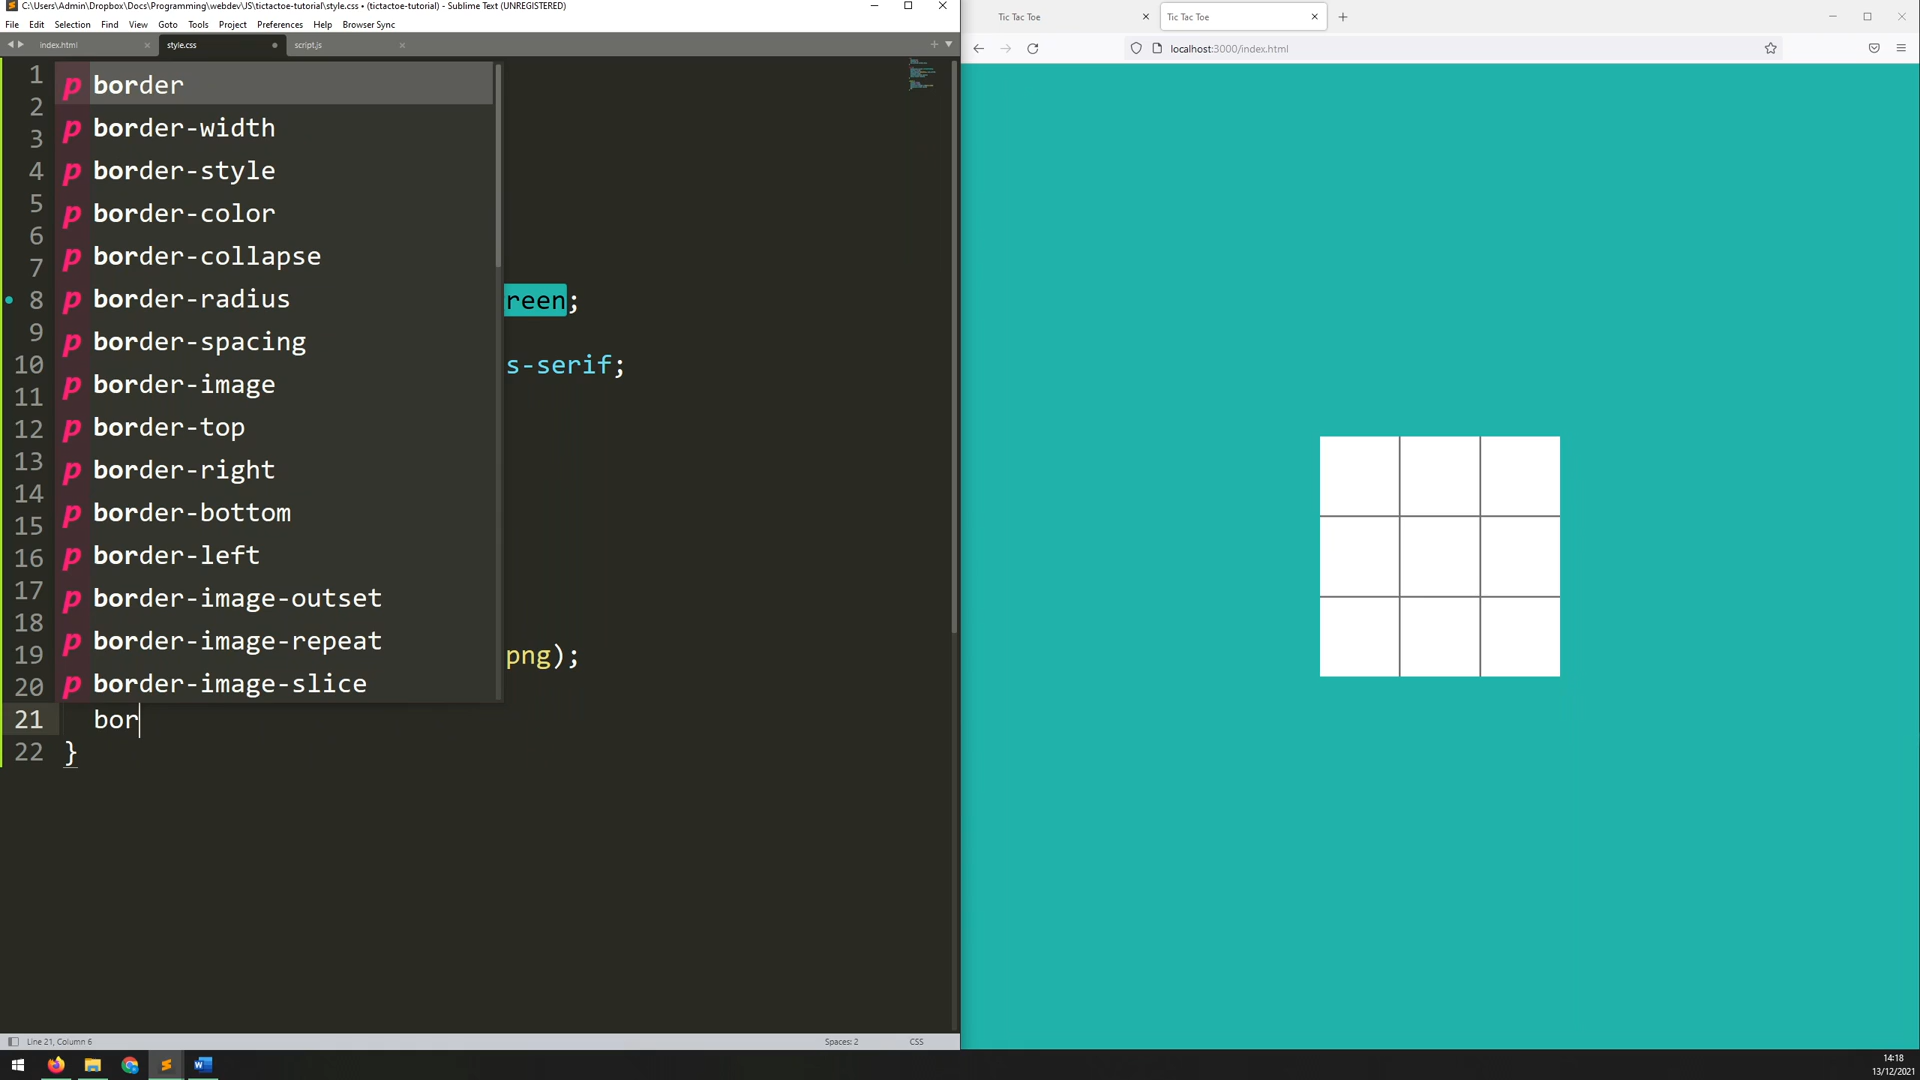 C:\Users\Admin\Dropbox\Docs\Programming\webdev\JS\tictactoe-tutorial\style.css • (tictactoe-tutorial) - Sublime Text (UNREGISTERED)
File Edit Selection Find View Goto Tools Project Preferences Help Browser Sync
index.html style.css script.js
Tic Tac Toe Tic Tac Toe
localhost:3000/index.html
1 p border
2 p border-width
3
4 p border-style
5 p border-color
6 p border-collapse
7
8 p border-radius reen;
9 p border-spacing
10 s-serif;
11 p border-image
12 p border-top
13 p border-right
14
15 p border-bottom
16 p border-left
17 p border-image-outset
18
19 p border-image-repeat png);
20 p border-image-slice
21 bor
22 }
Line 21, Column 6
Spaces: 2
CSS
14:18
13/12/2021